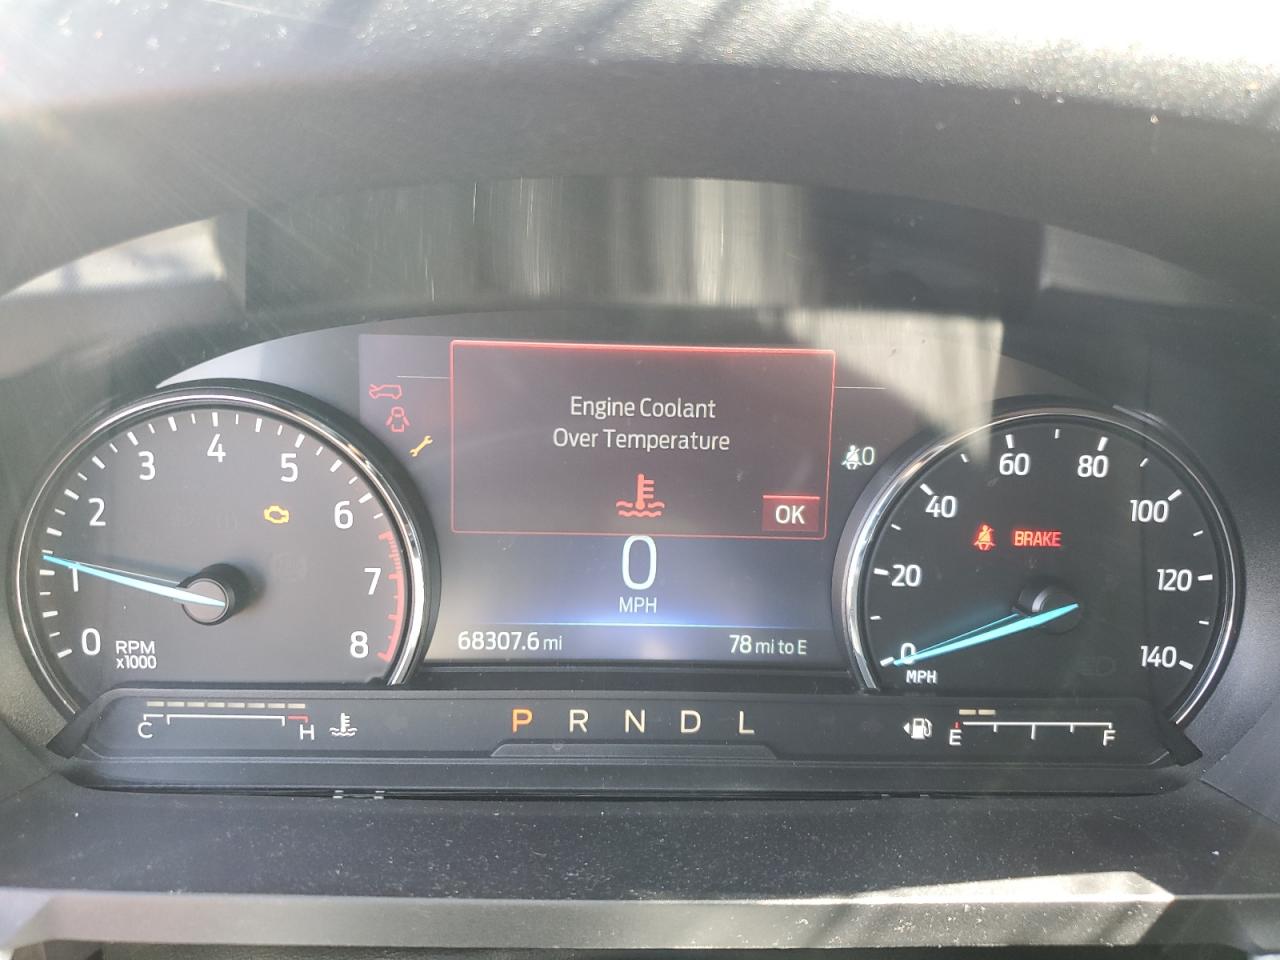 Engine Coolant
Over Temperature
OK
0
MPH
68307.6 mi
78 mi to E
0
1
2
3
4
5
6
7
8
RPM
x1000
0
20
40
60
80
100
120
140
MPH
BRAKE
C
H
P R N D L
E
F